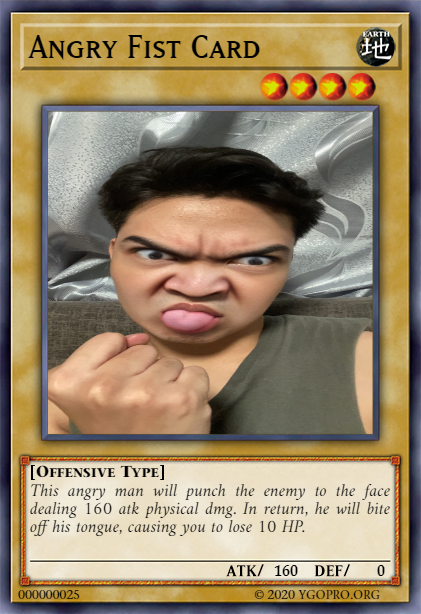 Angry Fist Card
EARTH
地
[Offensive Type]
This angry man will punch the enemy to the face
dealing 160 atk physical dmg. In return, he will bite
off his tongue, causing you to lose 10 HP.
ATK/ 160 DEF/ 0
000000025 © 2020 YGOPRO.ORG